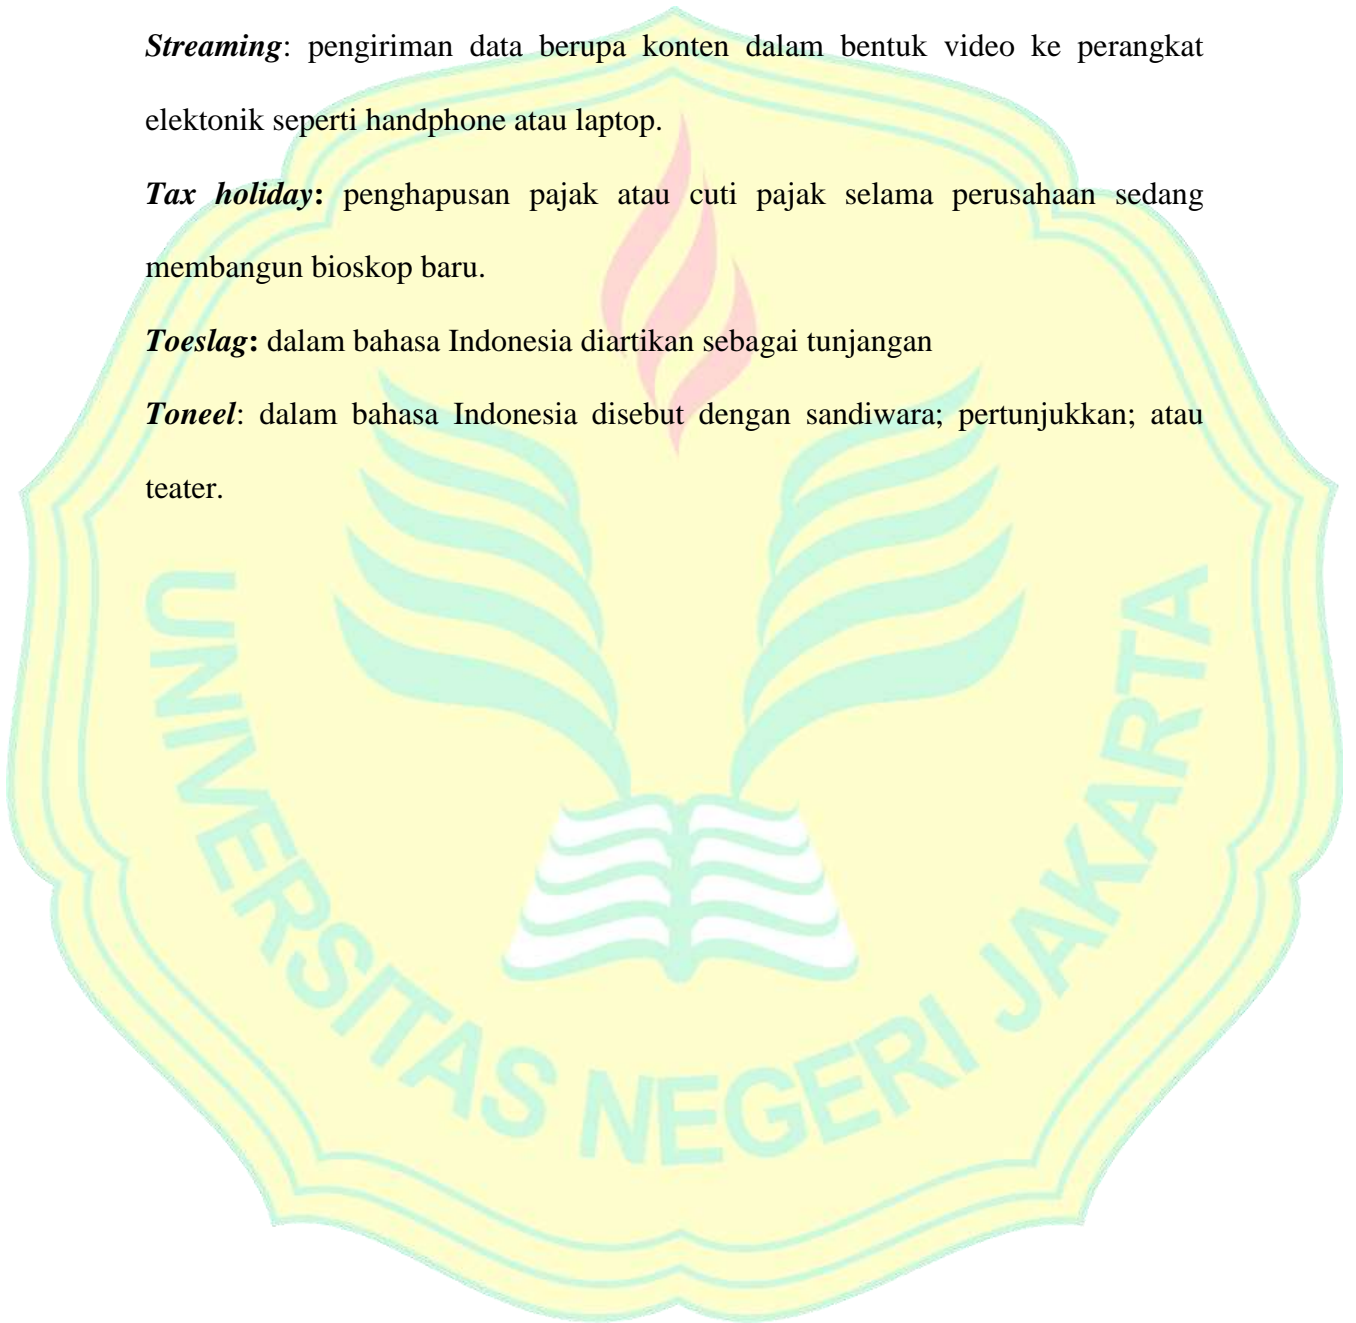 Streaming: pengiriman data berupa konten dalam bentuk video ke perangkat
elektonik seperti handphone atau laptop.
Tax holiday: penghapusan pajak atau cuti pajak selama perusahaan sedang
membangun bioskop baru.
Toeslag: dalam bahasa Indonesia diartikan sebagai tunjangan
Toneel: dalam bahasa Indonesia disebut dengan sandiwara; pertunjukkan; atau
teater.
UNIVERSITAS NEGERI JAKARTA